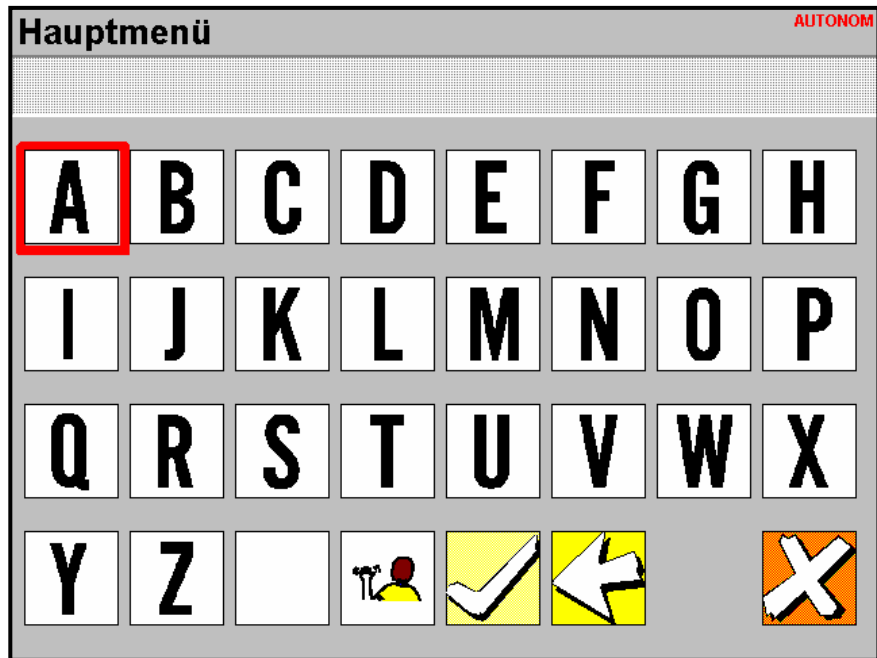 Hauptmenü
AUTONOM
A B C D E F G H
I J K L M N O P
Q R S T U V W X
Y Z